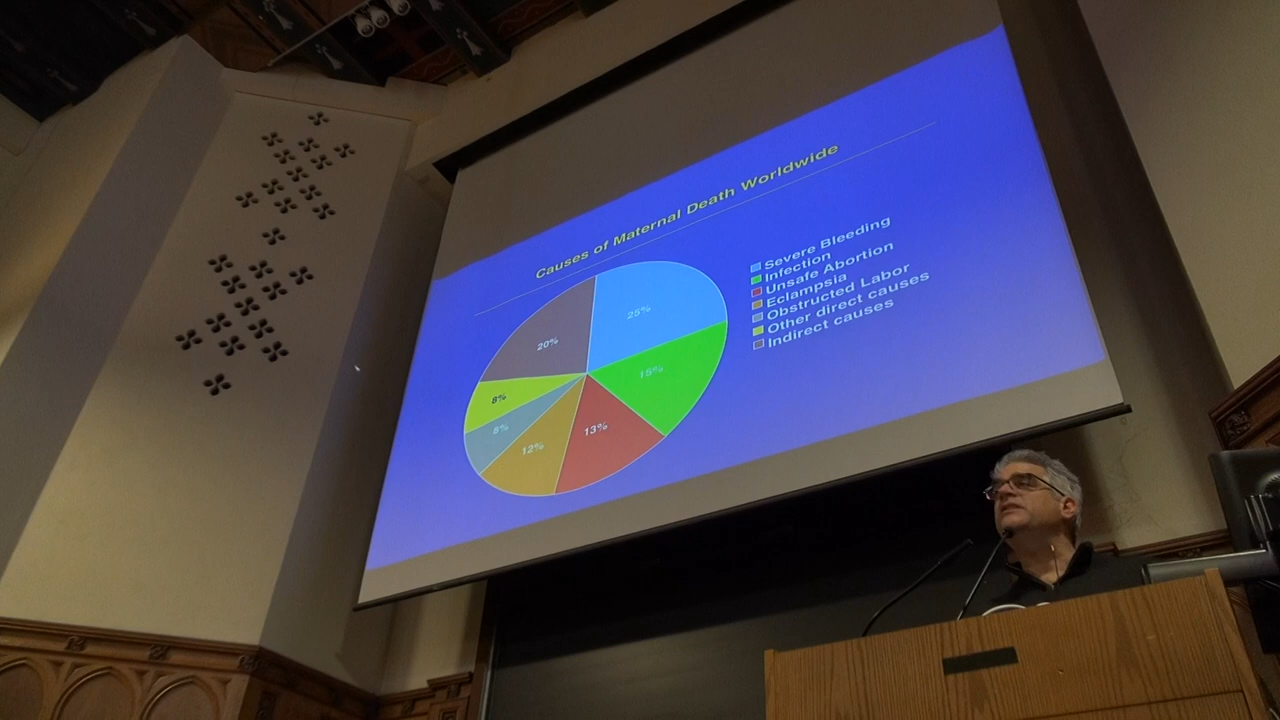 Causes of Maternal Death Worldwide
25%
15%
13%
12%
8%
8%
20%
Severe Bleeding
Infection
Unsafe Abortion
Eclampsia
Obstructed Labor
Other direct causes
Indirect causes